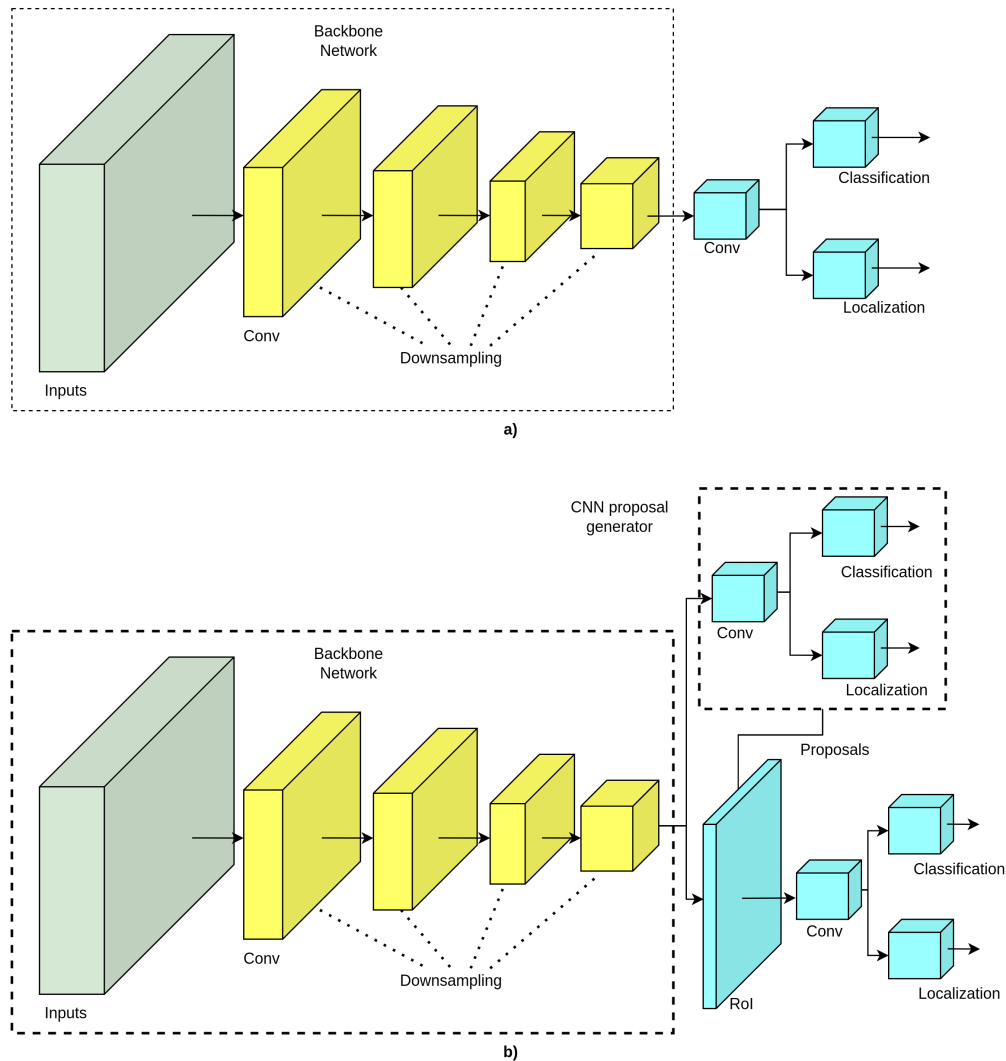 Backbone
Network
Classification
Conv
Localization
Conv
Downsampling
Inputs
a)
CNN proposal
generator
Classification
Conv
Backbone
Network
Localization
Proposals
Classification
Conv
Conv
Downsampling
Localization
RoI
Inputs
b)